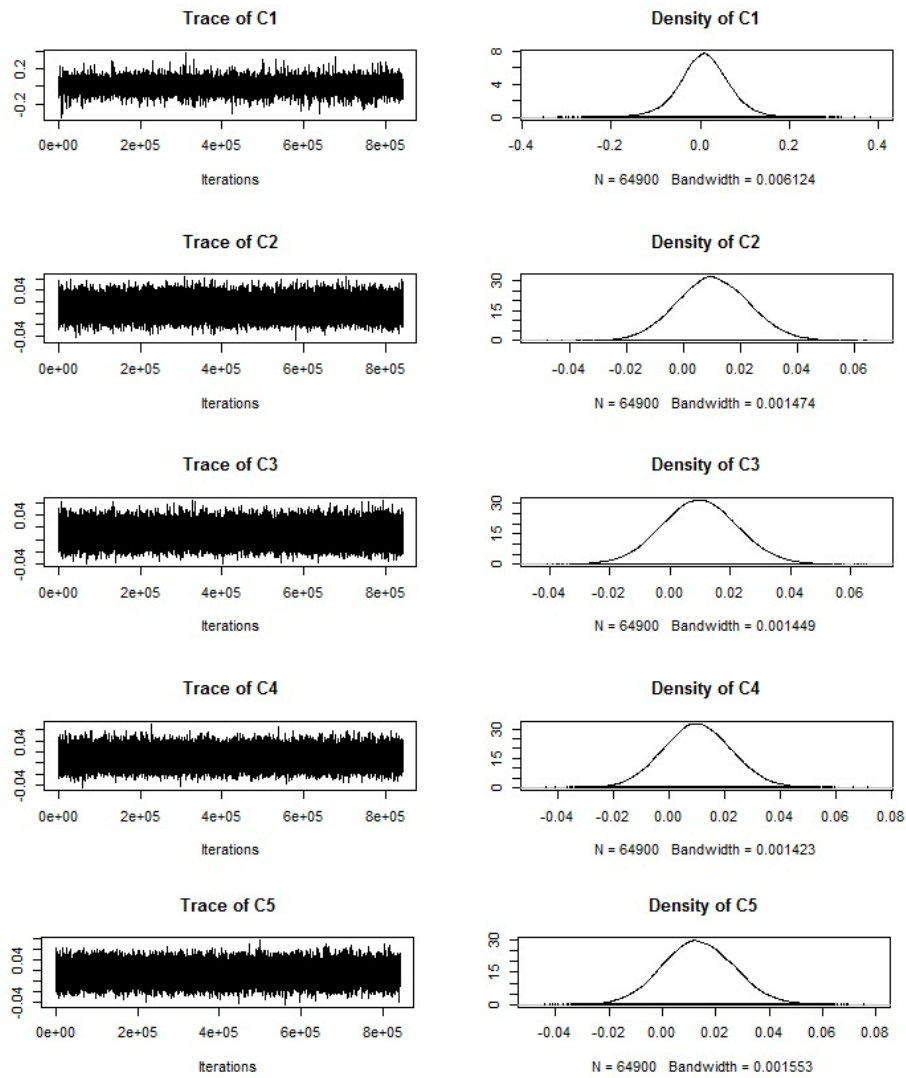 Trace of C1
Density of C1
0.2
-0.2
0e+00 2e+05 4e+05 6e+05 8e+05
Iterations
8
4
0
-0.4 -0.2 0.0 0.2 0.4
N = 64900 Bandwidth = 0.006124
Trace of C2
Density of C2
0.04
-0.04
0e+00 2e+05 4e+05 6e+05 8e+05
Iterations
30
15
0
-0.04 -0.02 0.00 0.02 0.04 0.06
N = 64900 Bandwidth = 0.001474
Trace of C3
Density of C3
0.04
-0.04
0e+00 2e+05 4e+05 6e+05 8e+05
Iterations
30
15
0
-0.04 -0.02 0.00 0.02 0.04 0.06
N = 64900 Bandwidth = 0.001449
Trace of C4
Density of C4
0.04
-0.04
0e+00 2e+05 4e+05 6e+05 8e+05
Iterations
30
15
0
-0.04 -0.02 0.00 0.02 0.04 0.06 0.08
N = 64900 Bandwidth = 0.001423
Trace of C5
Density of C5
0.04
-0.04
0e+00 2e+05 4e+05 6e+05 8e+05
Iterations
30
15
0
-0.04 -0.02 0.00 0.02 0.04 0.06 0.08
N = 64900 Bandwidth = 0.001553